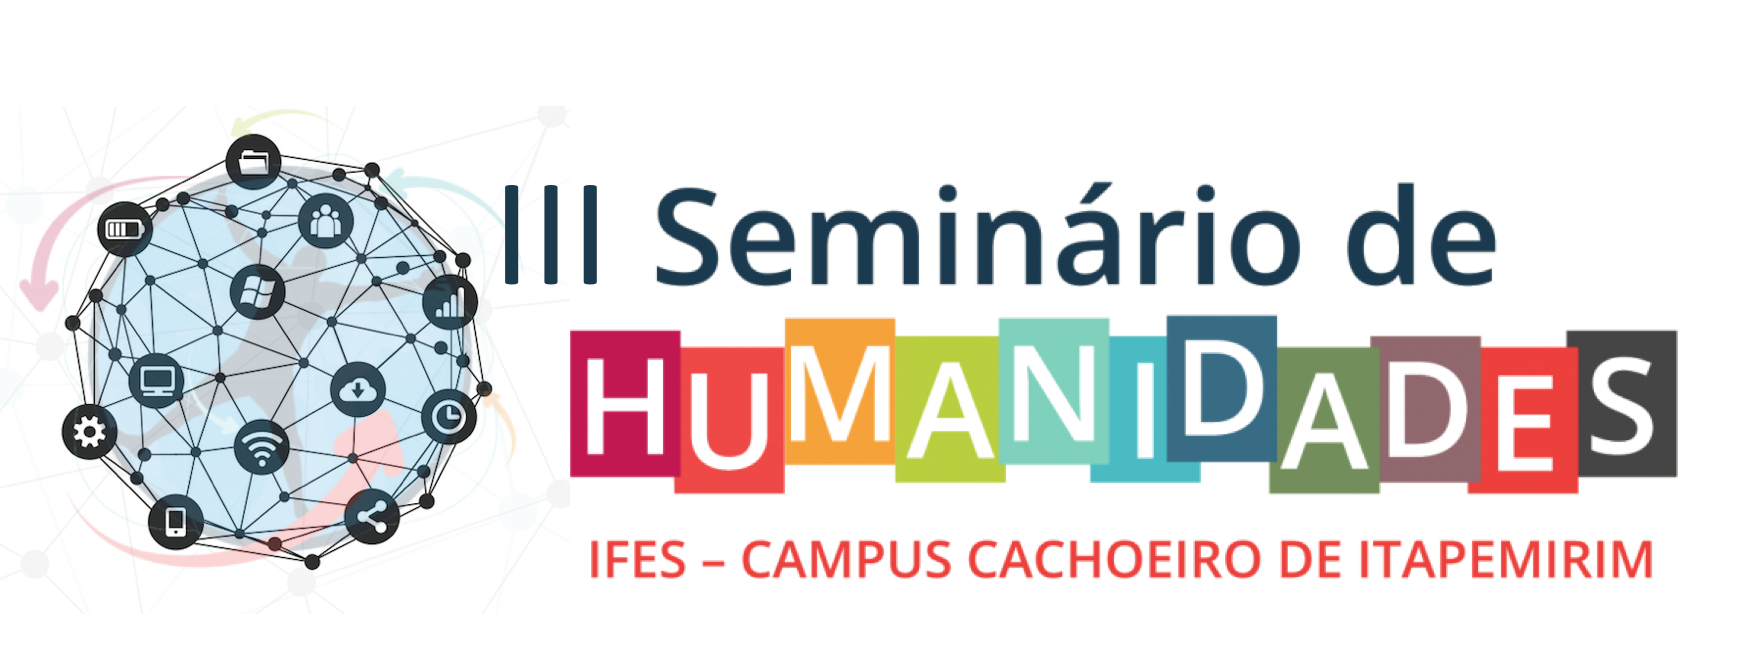 III Seminário de
HUMANIDADES
IFES – CAMPUS CACHOEIRO DE ITAPEMIRIM